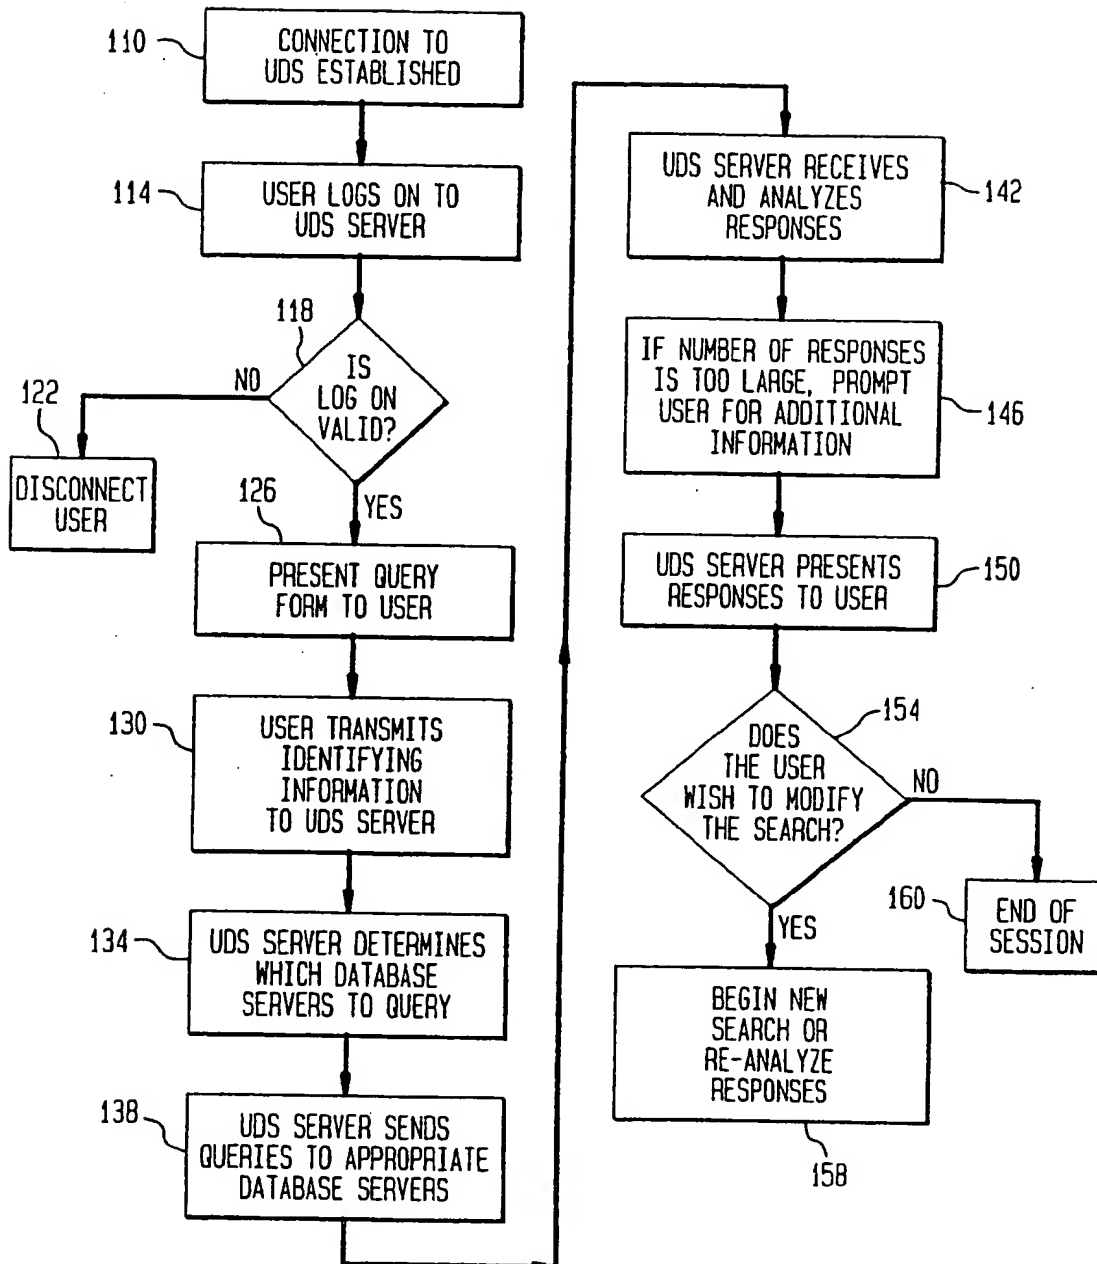 110
CONNECTION TO
UDS ESTABLISHED
114
USER LOGS ON TO
UDS SERVER
118
IS
LOG ON
VALID?
NO
122
DISCONNECT
USER
YES
126
PRESENT QUERY
FORM TO USER
130
USER TRANSMITS
IDENTIFYING
INFORMATION
TO UDS SERVER
134
UDS SERVER DETERMINES
WHICH DATABASE
SERVERS TO QUERY
138
UDS SERVER SENDS
QUERIES TO APPROPRIATE
DATABASE SERVERS
UDS SERVER RECEIVES
AND ANALYZES
RESPONSES
142
IF NUMBER OF RESPONSES
IS TOO LARGE, PROMPT
USER FOR ADDITIONAL
INFORMATION
146
UDS SERVER PRESENTS
RESPONSES TO USER
150
154
DOES
THE USER
WISH TO MODIFY
THE SEARCH?
NO
160
END OF
SESSION
YES
BEGIN NEW
SEARCH OR
RE-ANALYZE
RESPONSES
158